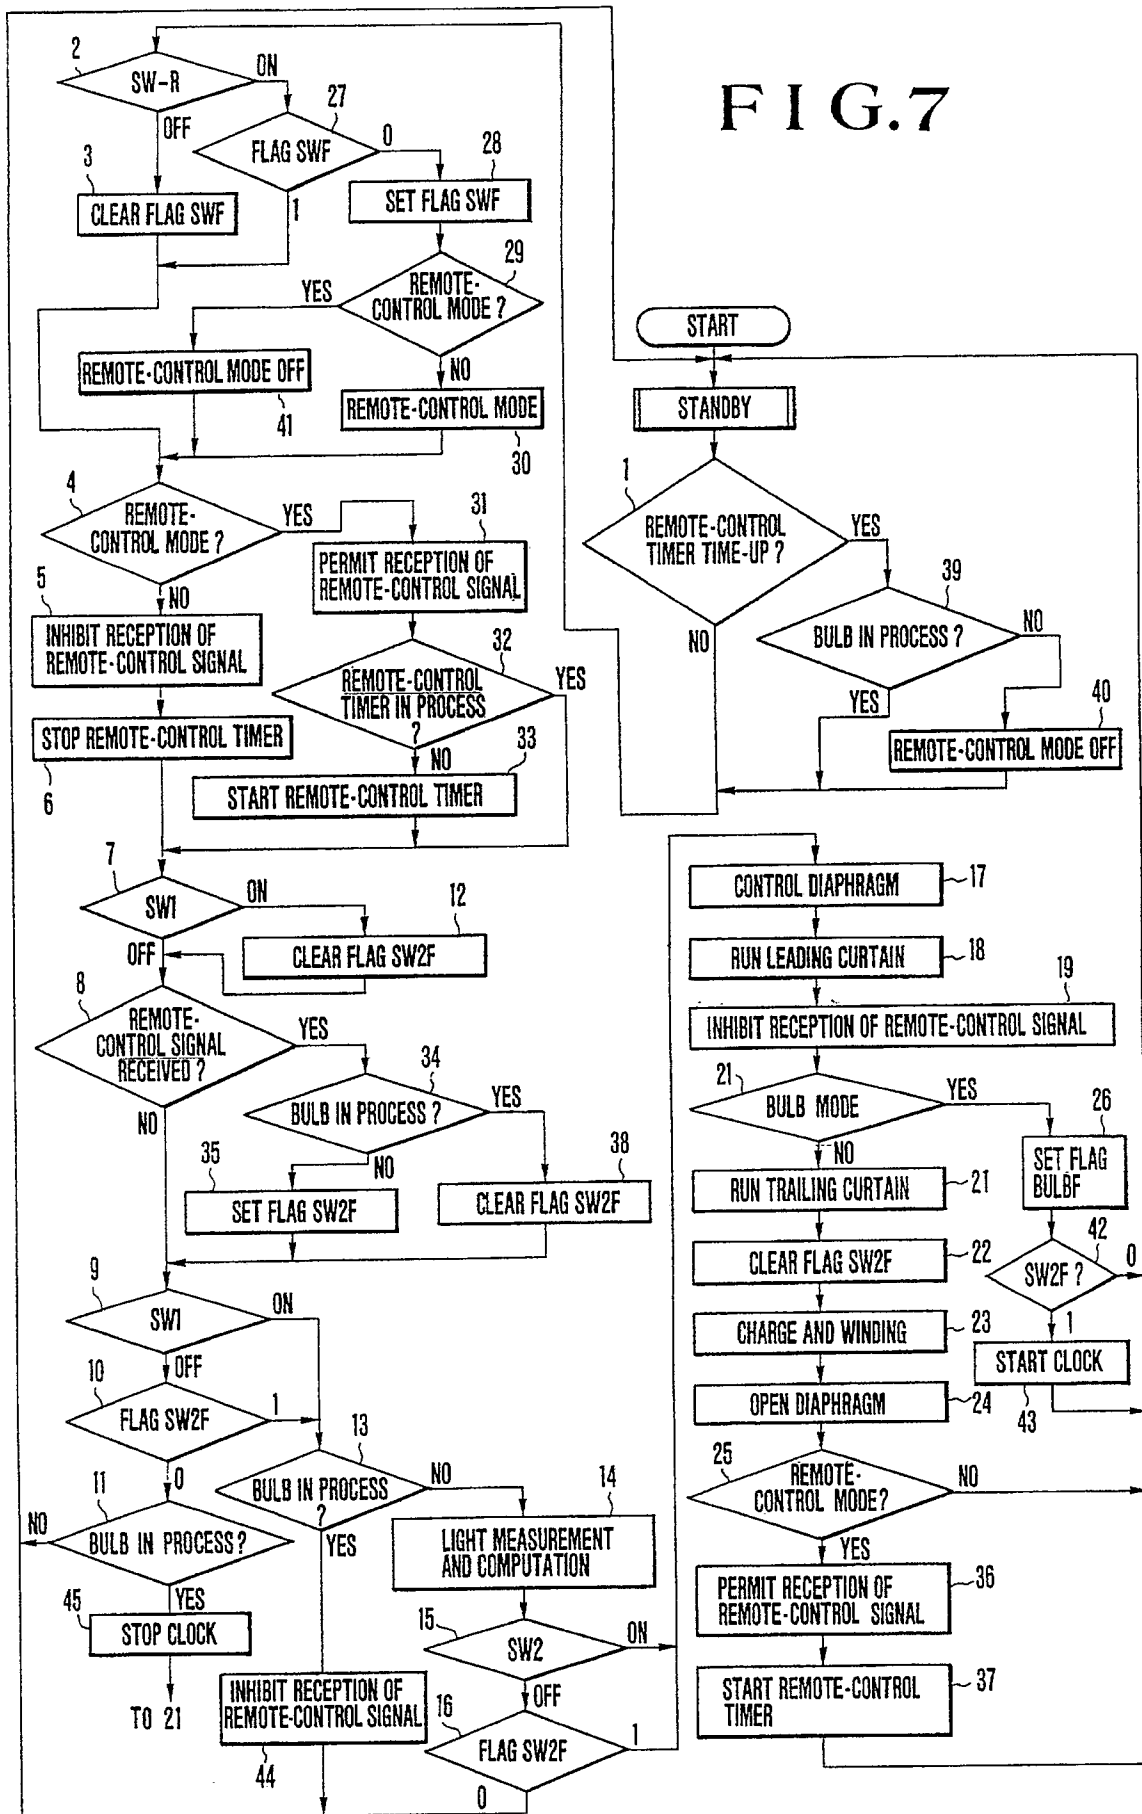 FIG.7
2
SW-R
ON
OFF
27
FLAG SWF
0
1
3
CLEAR FLAG SWF
28
SET FLAG SWF
29
REMOTE-
CONTROL MODE ?
YES
NO
REMOTE-CONTROL MODE OFF
41
REMOTE-CONTROL MODE
30
4
REMOTE-
CONTROL MODE ?
YES
NO
31
PERMIT RECEPTION OF
REMOTE-CONTROL SIGNAL
5
INHIBIT RECEPTION OF
REMOTE-CONTROL SIGNAL
32
REMOTE-CONTROL
TIMER IN PROCESS
?
YES
NO
STOP REMOTE-CONTROL TIMER
6
33
START REMOTE-CONTROL TIMER
7
SW1
ON
OFF
12
CLEAR FLAG SW2F
8
REMOTE-
CONTROL SIGNAL
RECEIVED ?
YES
NO
34
BULB IN PROCESS ?
YES
NO
35
SET FLAG SW2F
38
CLEAR FLAG SW2F
9
SW1
ON
OFF
10
FLAG SW2F
1
0
11
BULB IN PROCESS?
NO
YES
45
STOP CLOCK
TO 21
13
BULB IN PROCESS
?
NO
YES
14
LIGHT MEASUREMENT
AND COMPUTATION
15
SW2
ON
OFF
INHIBIT RECEPTION OF
REMOTE-CONTROL SIGNAL
44
16
FLAG SW2F
1
0
START
STANDBY
1
REMOTE-CONTROL
TIMER TIME-UP ?
YES
NO
39
BULB IN PROCESS ?
NO
YES
40
REMOTE-CONTROL MODE OFF
CONTROL DIAPHRAGM
17
RUN LEADING CURTAIN
18
19
INHIBIT RECEPTION OF REMOTE-CONTROL SIGNAL
21
BULB MODE
YES
NO
26
SET FLAG
BULBF
RUN TRAILING CURTAIN
21
42
SW2F ?
0
1
CLEAR FLAG SW2F
22
CHARGE AND WINDING
23
START CLOCK
43
OPEN DIAPHRAGM
24
25
REMOTE-
CONTROL MODE?
NO
YES
PERMIT RECEPTION OF
REMOTE-CONTROL SIGNAL
36
START REMOTE-CONTROL
TIMER
37